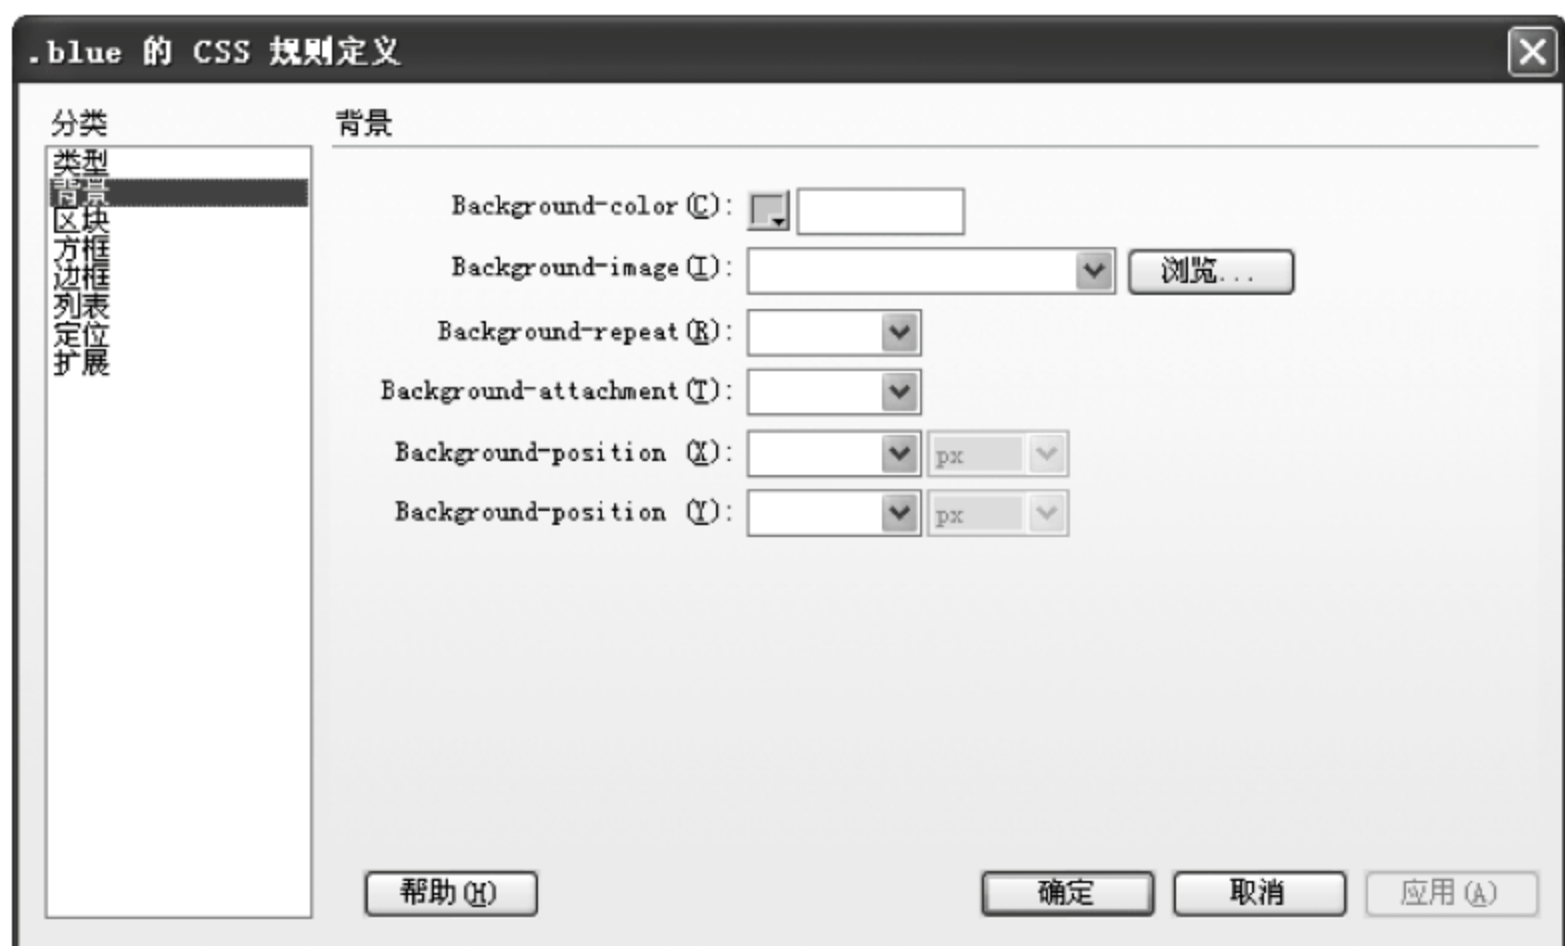 .blue 的 CSS 规则定义
分类
类型
背景
区块
方框
边框
列表
定位
扩展
背景
Background-color(C):
Background-image(I): 浏览...
Background-repeat(R):
Background-attachment(T):
Background-position (X): px
Background-position (Y): px
帮助(H) 确定 取消 应用(A)